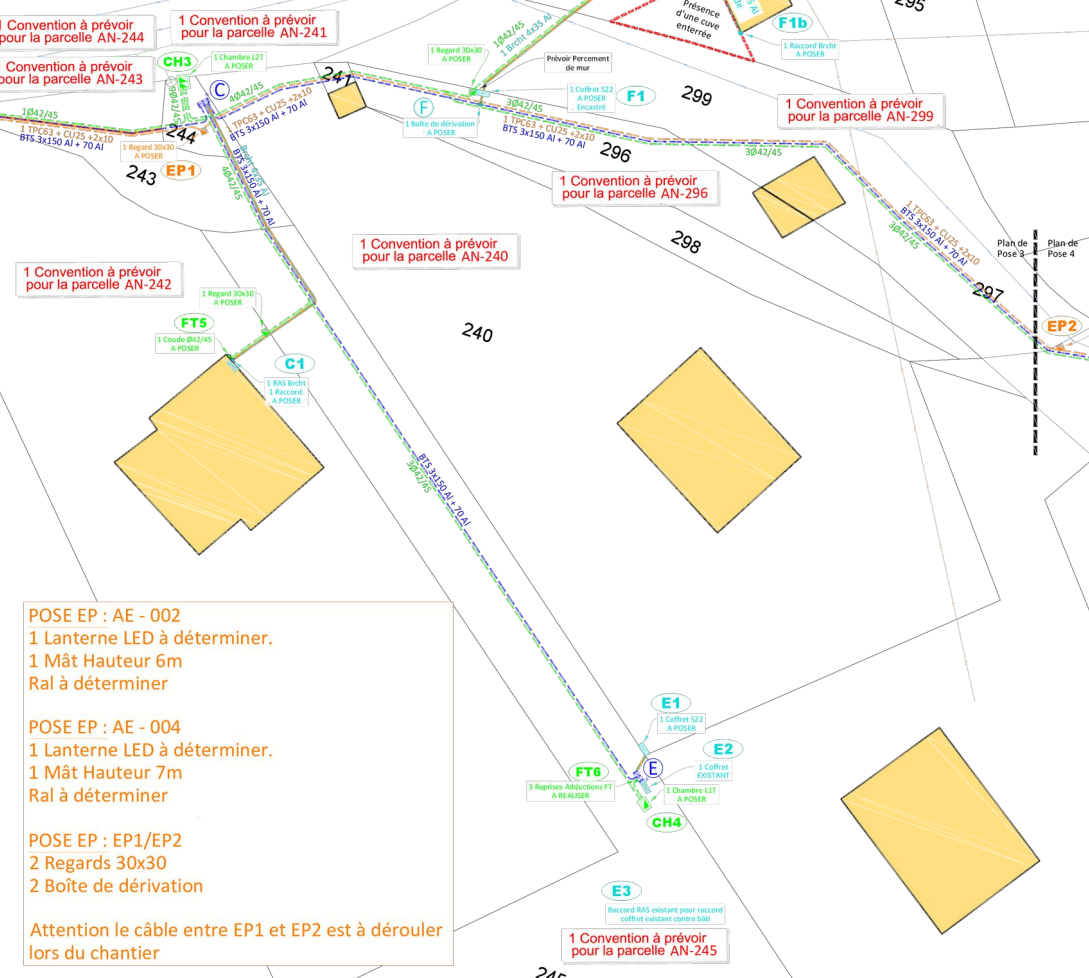 1 Convention à prévoir
pour la parcelle AN-244
1 Convention à prévoir
pour la parcelle AN-241
Convention à prévoir
pour la parcelle AN-243
CH3
1 Chambre L2T
A POSER
C
9Ø42/45
4Ø42/45
1Ø42/45
1 TPC63 + CU25 +2x10
BTS 3x150 Al + 70 Al
244
243
1 Regard 30x30
A POSER
EP1
241
TPC63 + CU25 +2x10
BTS 3x150 Al + 70 Al
Brcht 4x35 Al
BTS 3x150 Al + 70 Al
4Ø42/45
1 Regard 30x30
A POSER
1Ø42/45
1 Brcht 4x35 Al
Prévoir Percement
de mur
F
1 Boîte de dérivation
A POSER
1 Coffret S22
A POSER
Encastré
F1
3Ø42/45
1 TPC63 + CU25 +2x10
BTS 3x150 Al + 70 Al
Présence
d'une cuve
enterrée
F1b
1 Raccord Brcht
A POSER
295
299
1 Convention à prévoir
pour la parcelle AN-299
296
3Ø42/45
1 Convention à prévoir
pour la parcelle AN-296
298
1 TPC63 + CU25 +2x10
BTS 3x150 Al + 70 Al
3Ø42/45
297
Plan de
Pose 3
Plan de
Pose 4
EP2
1 Convention à prévoir
pour la parcelle AN-242
1 Convention à prévoir
pour la parcelle AN-240
240
1 Regard 30x30
A POSER
FT5
1 Coude Ø42/45
A POSER
C1
1 RAS Brcht
1 Raccord.
A POSER
BTS 3x150 Al + 70 Al
3Ø42/45
POSE EP : AE - 002
1 Lanterne LED à déterminer.
1 Mât Hauteur 6m
Ral à déterminer
POSE EP : AE - 004
1 Lanterne LED à déterminer.
1 Mât Hauteur 7m
Ral à déterminer
POSE EP : EP1/EP2
2 Regards 30x30
2 Boîte de dérivation
Attention le câble entre EP1 et EP2 est à dérouler
lors du chantier
E1
1 Coffret S22
A POSER
E2
1 Coffret
EXISTANT
E
FT6
3 Reprises Adductions FT
A REALISER
1 Chambre L1T
A POSER
CH4
E3
Raccord RAS existant pour raccord
coffret existant contre bâti
1 Convention à prévoir
pour la parcelle AN-245
245